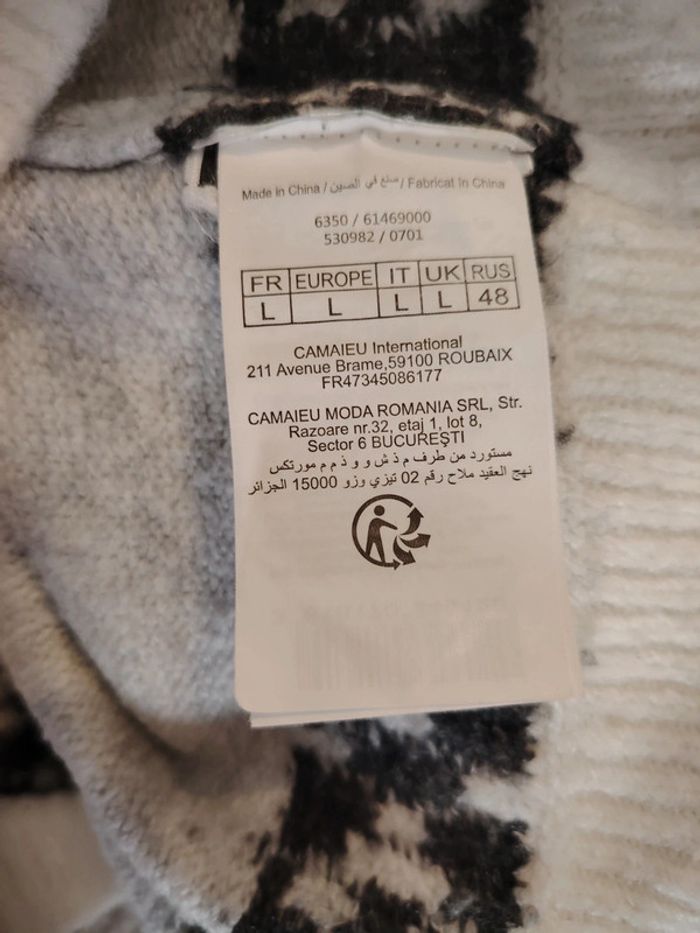 Made in China / صنع في الصين / Fabricat în China
6350 / 61469000
530982 / 0701
FR EUROPE IT UK RUS
L L L L 48
CAMAIEU International
211 Avenue Brame,59100 ROUBAIX
FR47345086177
CAMAIEU MODA ROMANIA SRL, Str.
Razoare nr.32, etaj 1, lot 8,
Sector 6 BUCUREŞTI
مستورد من طرف م ذ ش و و ذ م م مورتكس
نهج العقيد ملاح رقم 02 تيزي وزو 15000 الجزائر